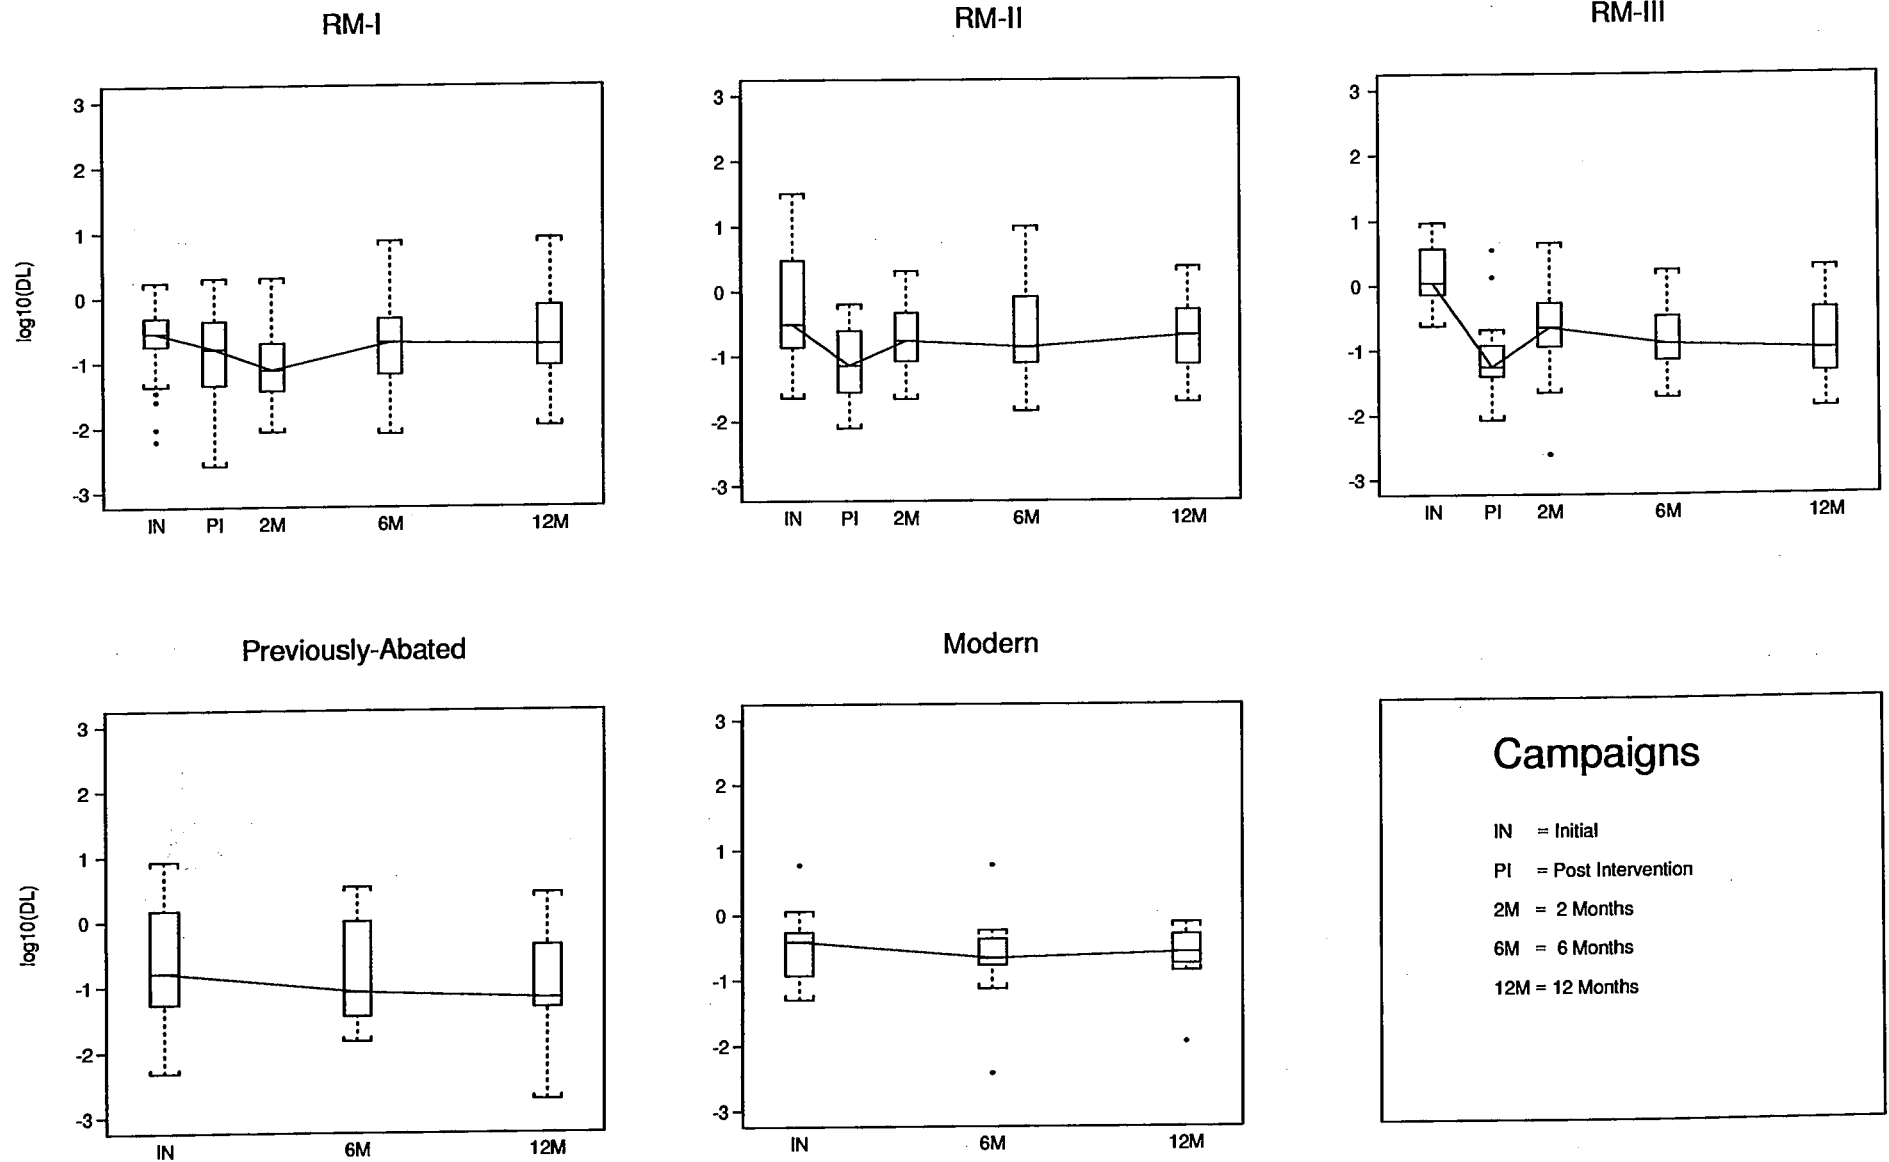 RM-I
RM-II
RM-III
log10(DL)
3
2
1
0
-1
-2
-3
IN PI 2M 6M 12M
3
2
1
0
-1
-2
-3
IN PI 2M 6M 12M
3
2
1
0
-1
-2
-3
IN PI 2M 6M 12M
Previously-Abated
Modern
log10(DL)
3
2
1
0
-1
-2
-3
IN 6M 12M
3
2
1
0
-1
-2
-3
IN 6M 12M
Campaigns
IN = Initial
PI = Post Intervention
2M = 2 Months
6M = 6 Months
12M = 12 Months